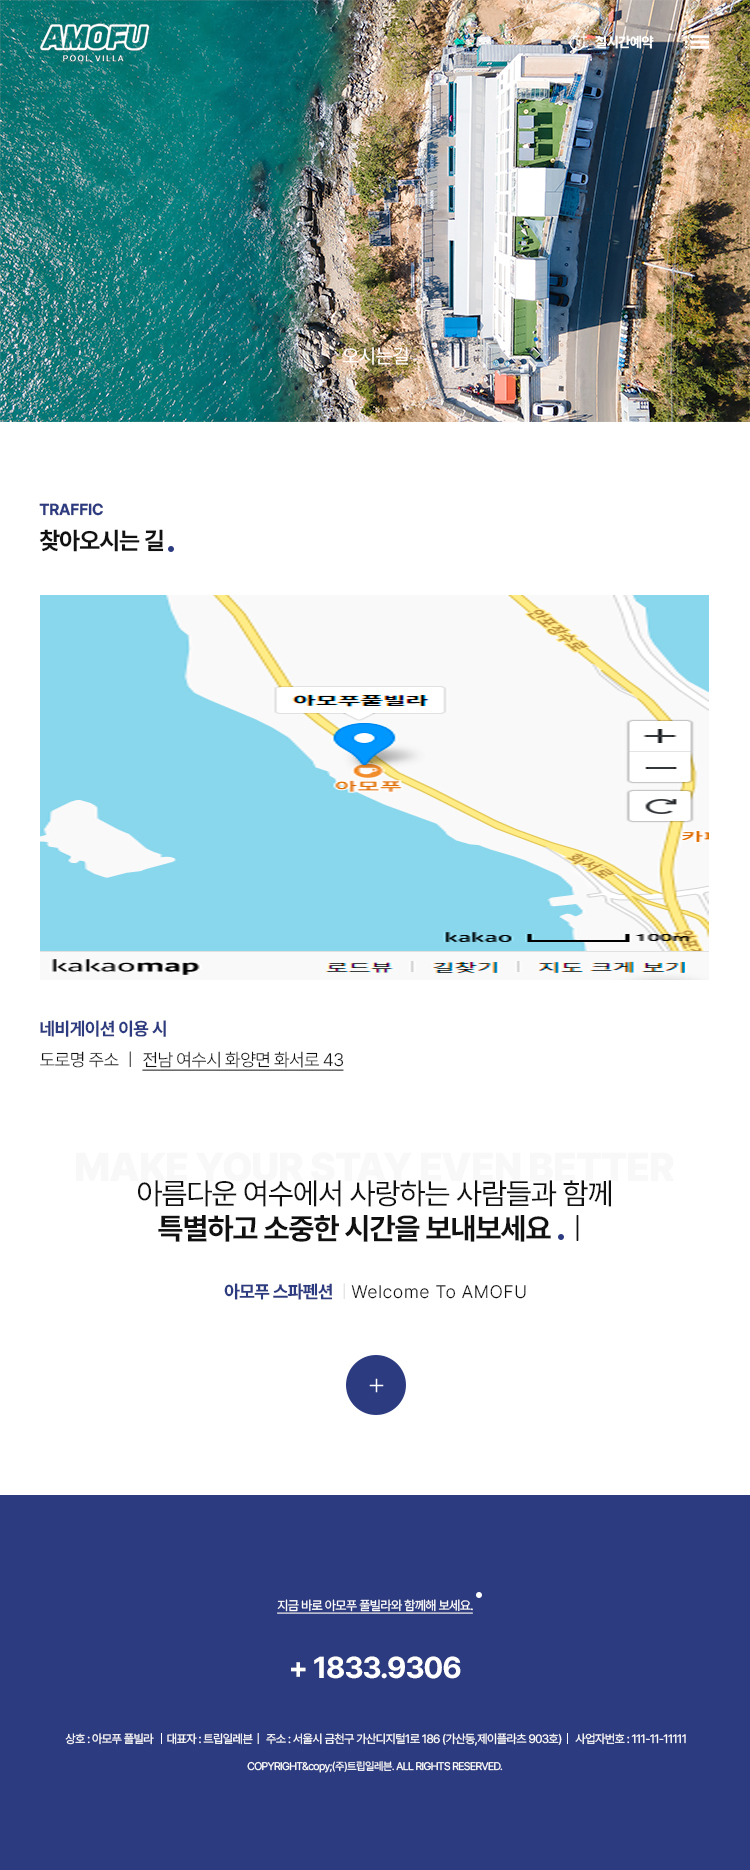 AMOFU
POOL VILLA
실시간예약
오시는길
TRAFFIC
찾아오시는 길.
아모푸풀빌라
아모푸
인포장수로
화서로
카페
kakao 100m
kakaomap 로드뷰 | 길찾기 | 지도 크게 보기
네비게이션 이용 시
도로명 주소 | 전남 여수시 화양면 화서로 43
MAKE YOUR STAY EVEN BETTER
아름다운 여수에서 사랑하는 사람들과 함께
특별하고 소중한 시간을 보내보세요. |
아모푸 스파펜션 | Welcome To AMOFU
+
지금 바로 아모푸 풀빌라와 함께해 보세요.
+ 1833.9306
상호 : 아모푸 풀빌라 | 대표자 : 트립일레븐 | 주소 : 서울시 금천구 가산디지털1로 186 (가산동,제이플라츠 903호) | 사업자번호 : 111-11-11111
COPYRIGHT&copy;(주)트립일레븐. ALL RIGHTS RESERVED.